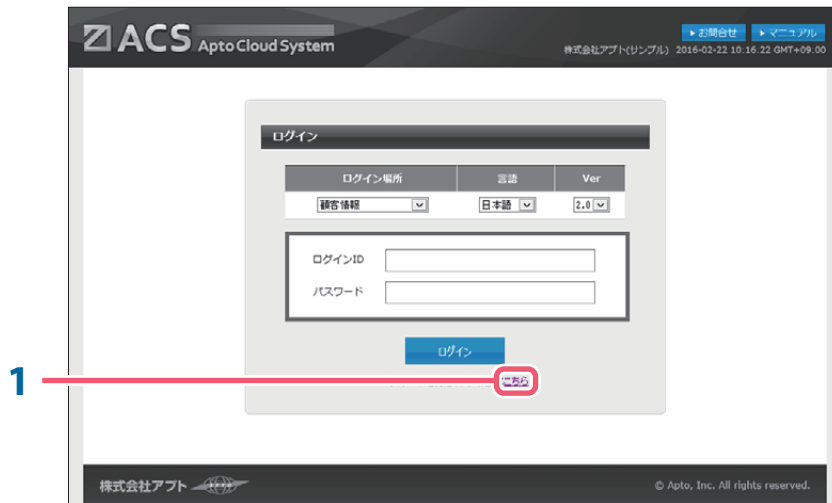 ACS Apto Cloud System
お問合せ マニュアル
株式会社アプト(サンプル) 2016-02-22 10:16:22 GMT+09:00
ログイン
ログイン場所 言語 Ver
顧客情報 日本語 2.0
ログインID
パスワード
ログイン
1
こちら
株式会社アプト
© Apto, Inc. All rights reserved.